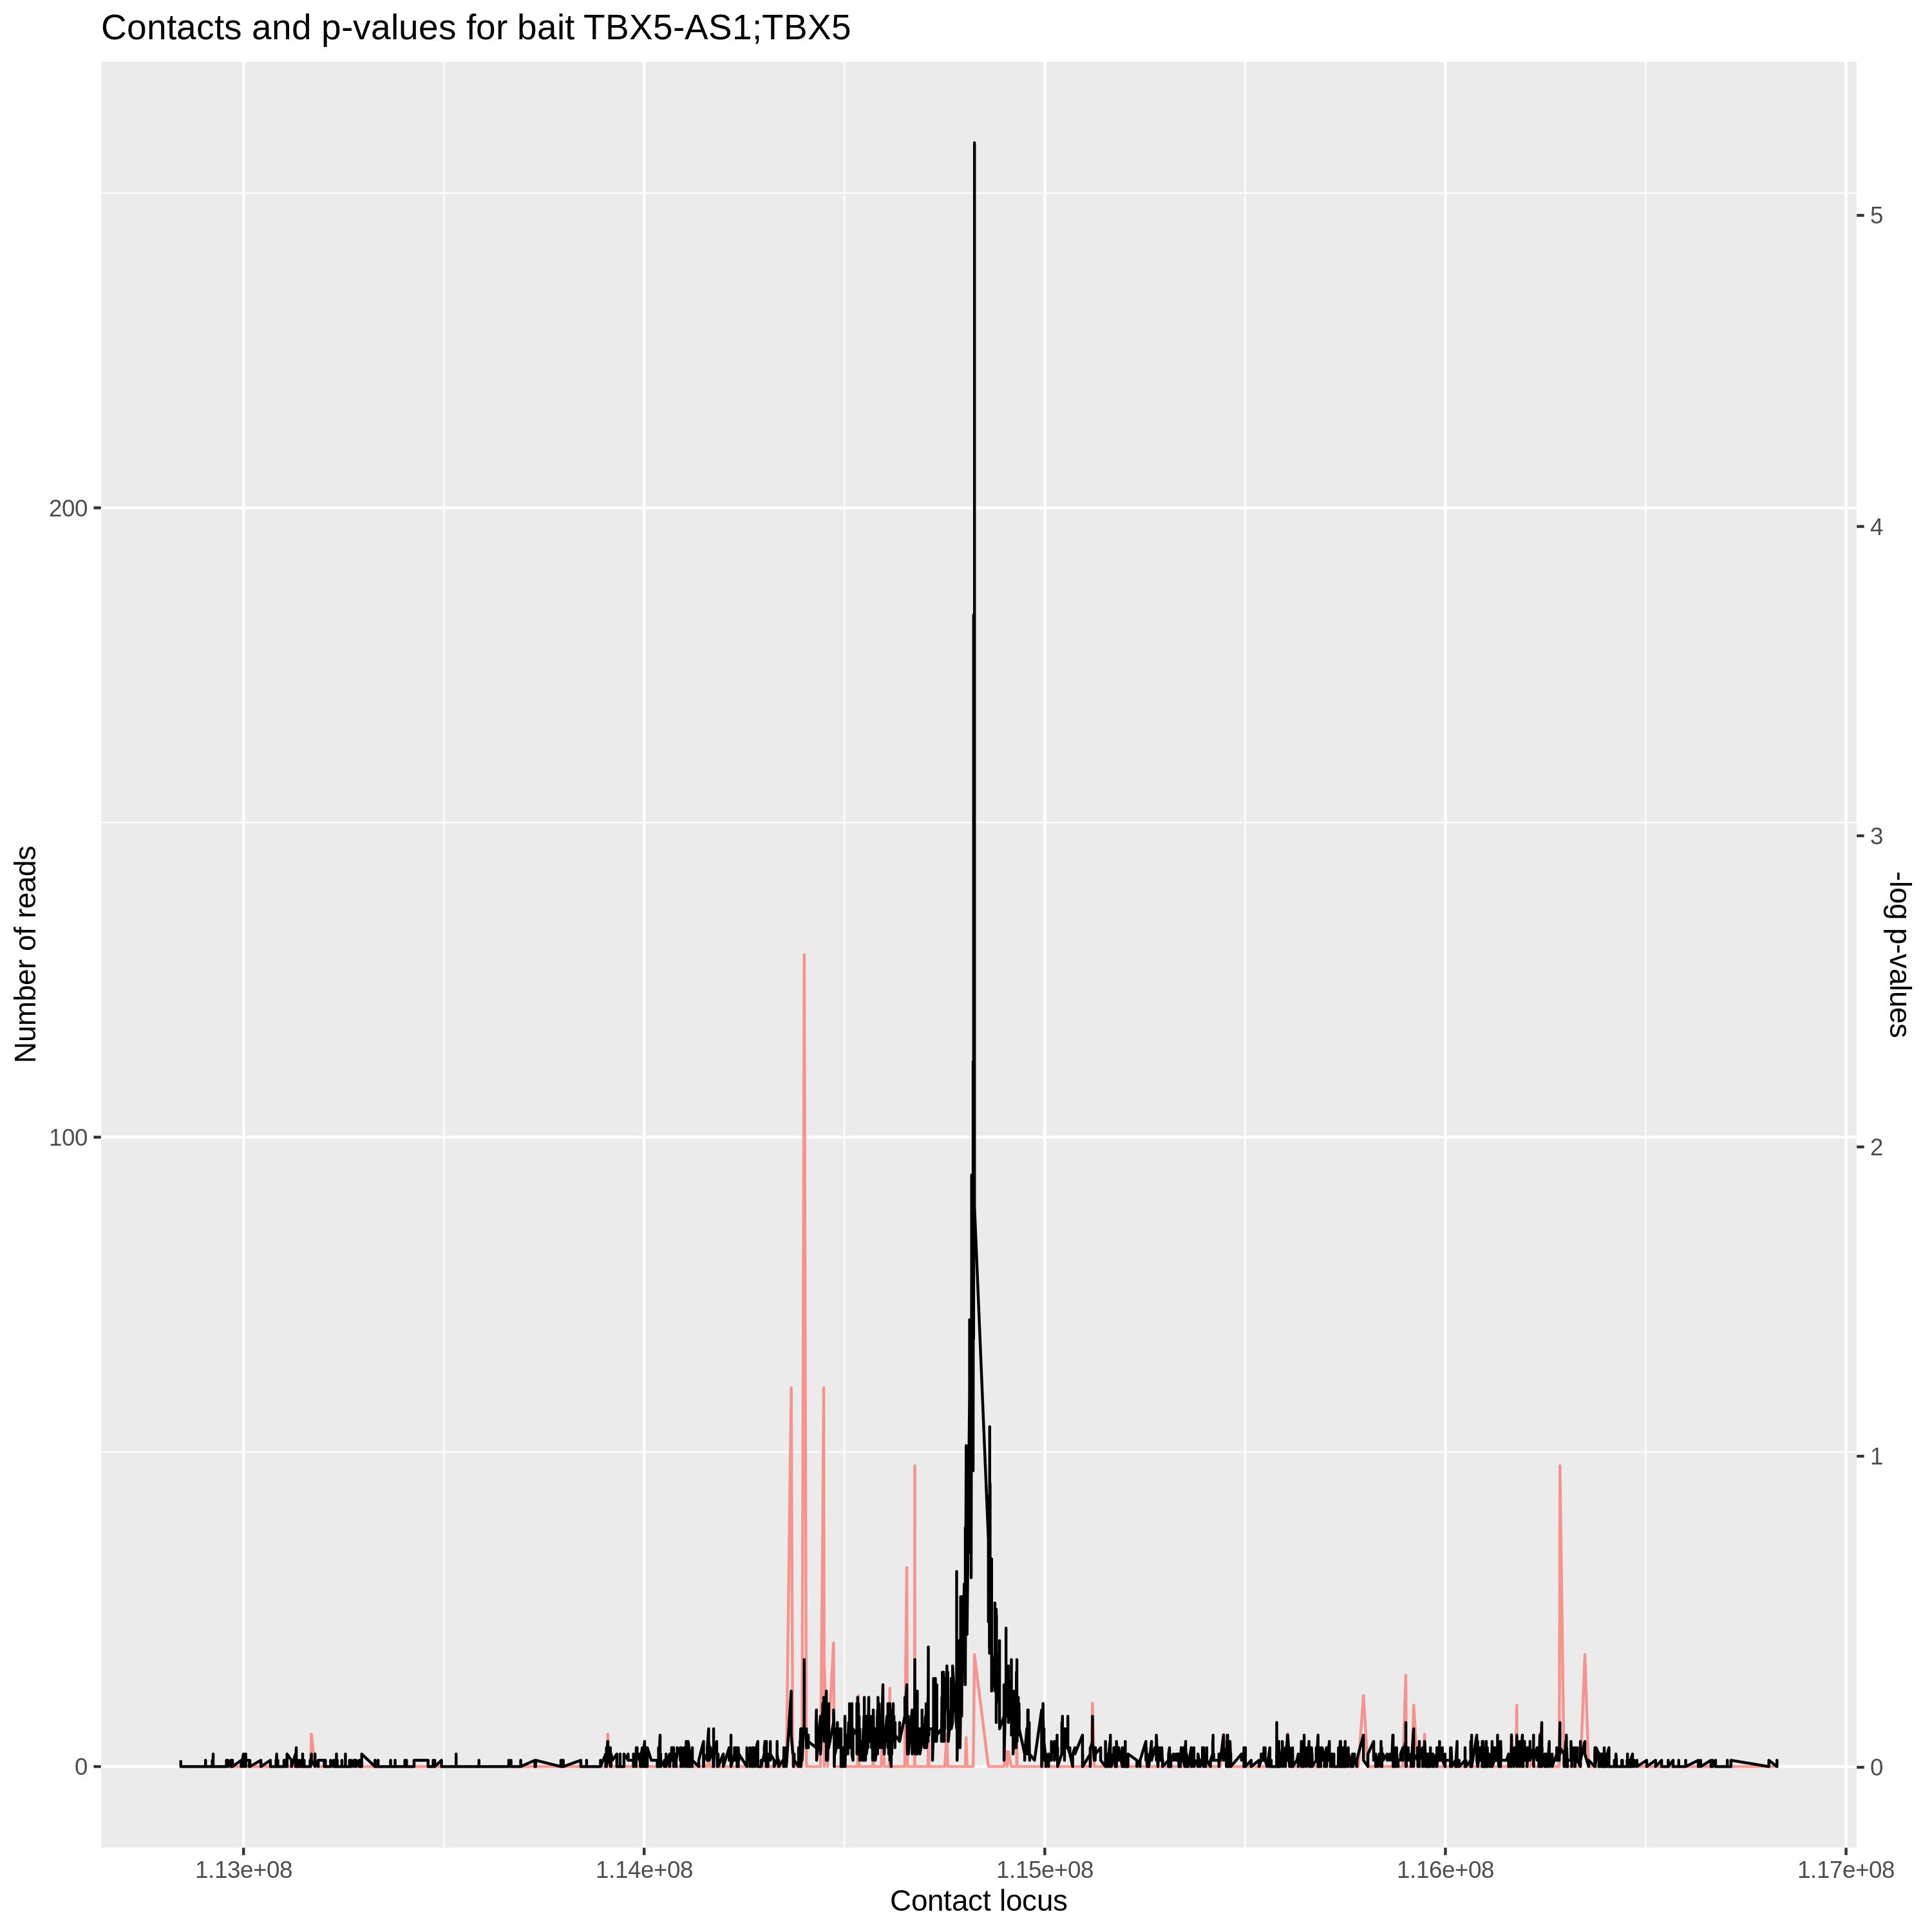 Contacts and p-values for bait TBX5-AS1;TBX5
5
200
4
3
Number of reads
-log p-values
100
2
1
0
0
1.13e+08
1.14e+08
1.15e+08
1.16e+08
1.17e+08
Contact locus